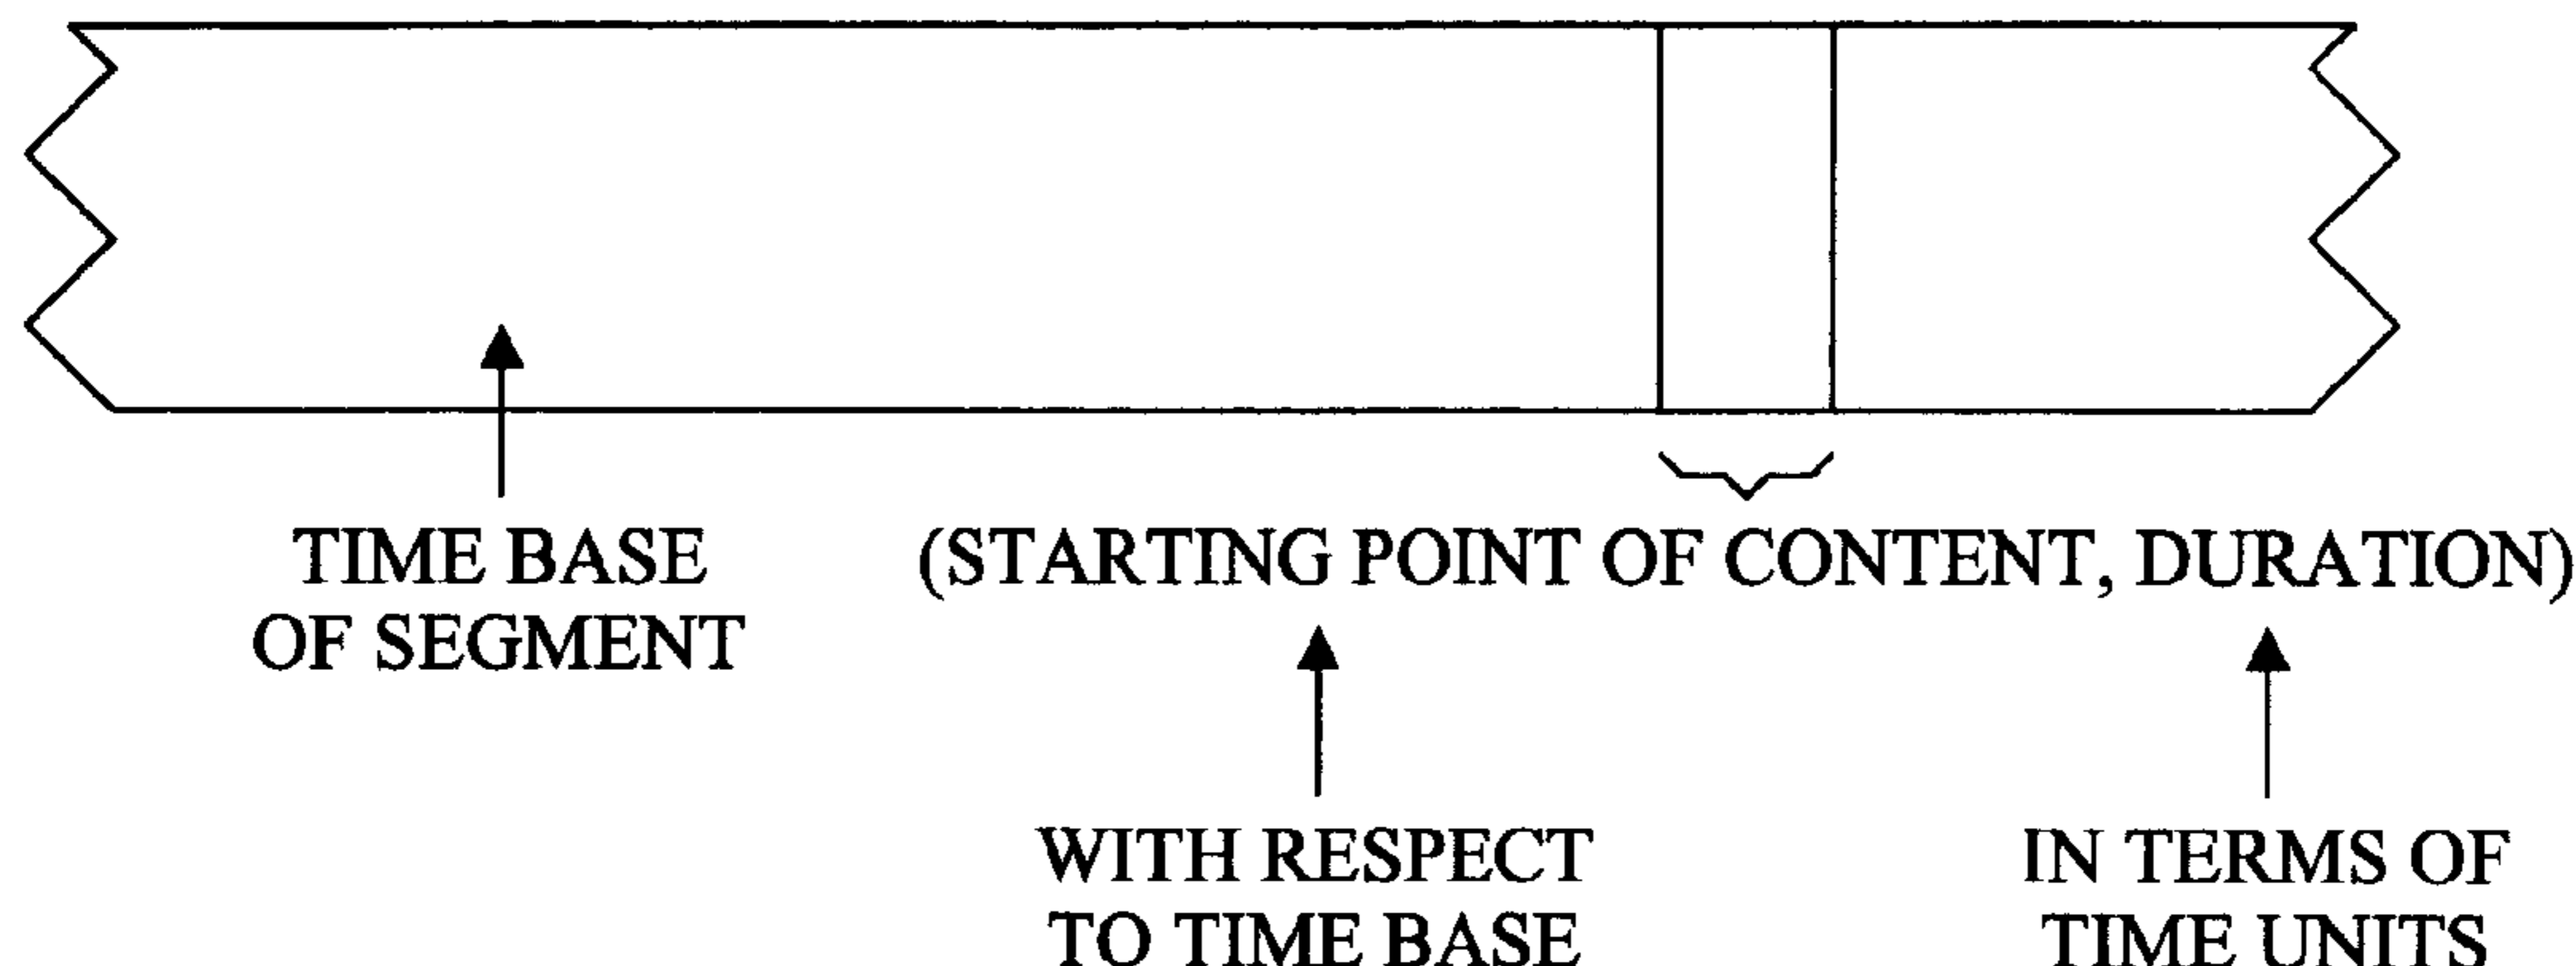 TIME BASE
OF SEGMENT
(STARTING POINT OF CONTENT, DURATION)
WITH RESPECT
TO TIME BASE
IN TERMS OF
TIME UNITS